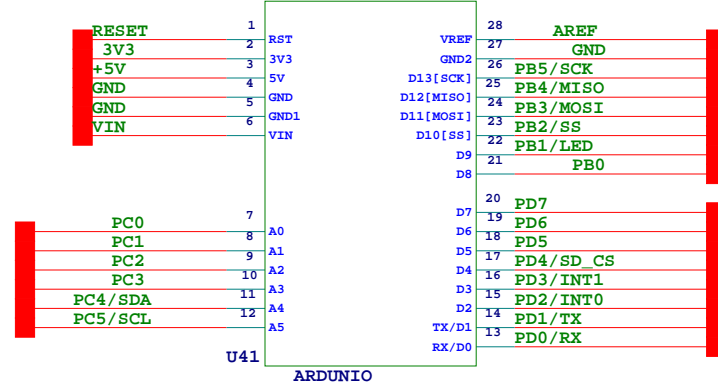 RESET 1 RST
3V3 2 3V3
+5V 3 5V
GND 4 GND
GND 5 GND1
VIN 6 VIN
PC0 7 A0
PC1 8 A1
PC2 9 A2
PC3 10 A3
PC4/SDA 11 A4
PC5/SCL 12 A5
VREF 28 AREF
GND2 27 GND
D13[SCK] 26 PB5/SCK
D12[MISO] 25 PB4/MISO
D11[MOSI] 24 PB3/MOSI
D10[SS] 23 PB2/SS
D9 22 PB1/LED
D8 21 PB0
D7 20 PD7
D6 19 PD6
D5 18 PD5
D4 17 PD4/SD_CS
D3 16 PD3/INT1
D2 15 PD2/INT0
TX/D1 14 PD1/TX
RX/D0 13 PD0/RX
U41
ARDUNIO